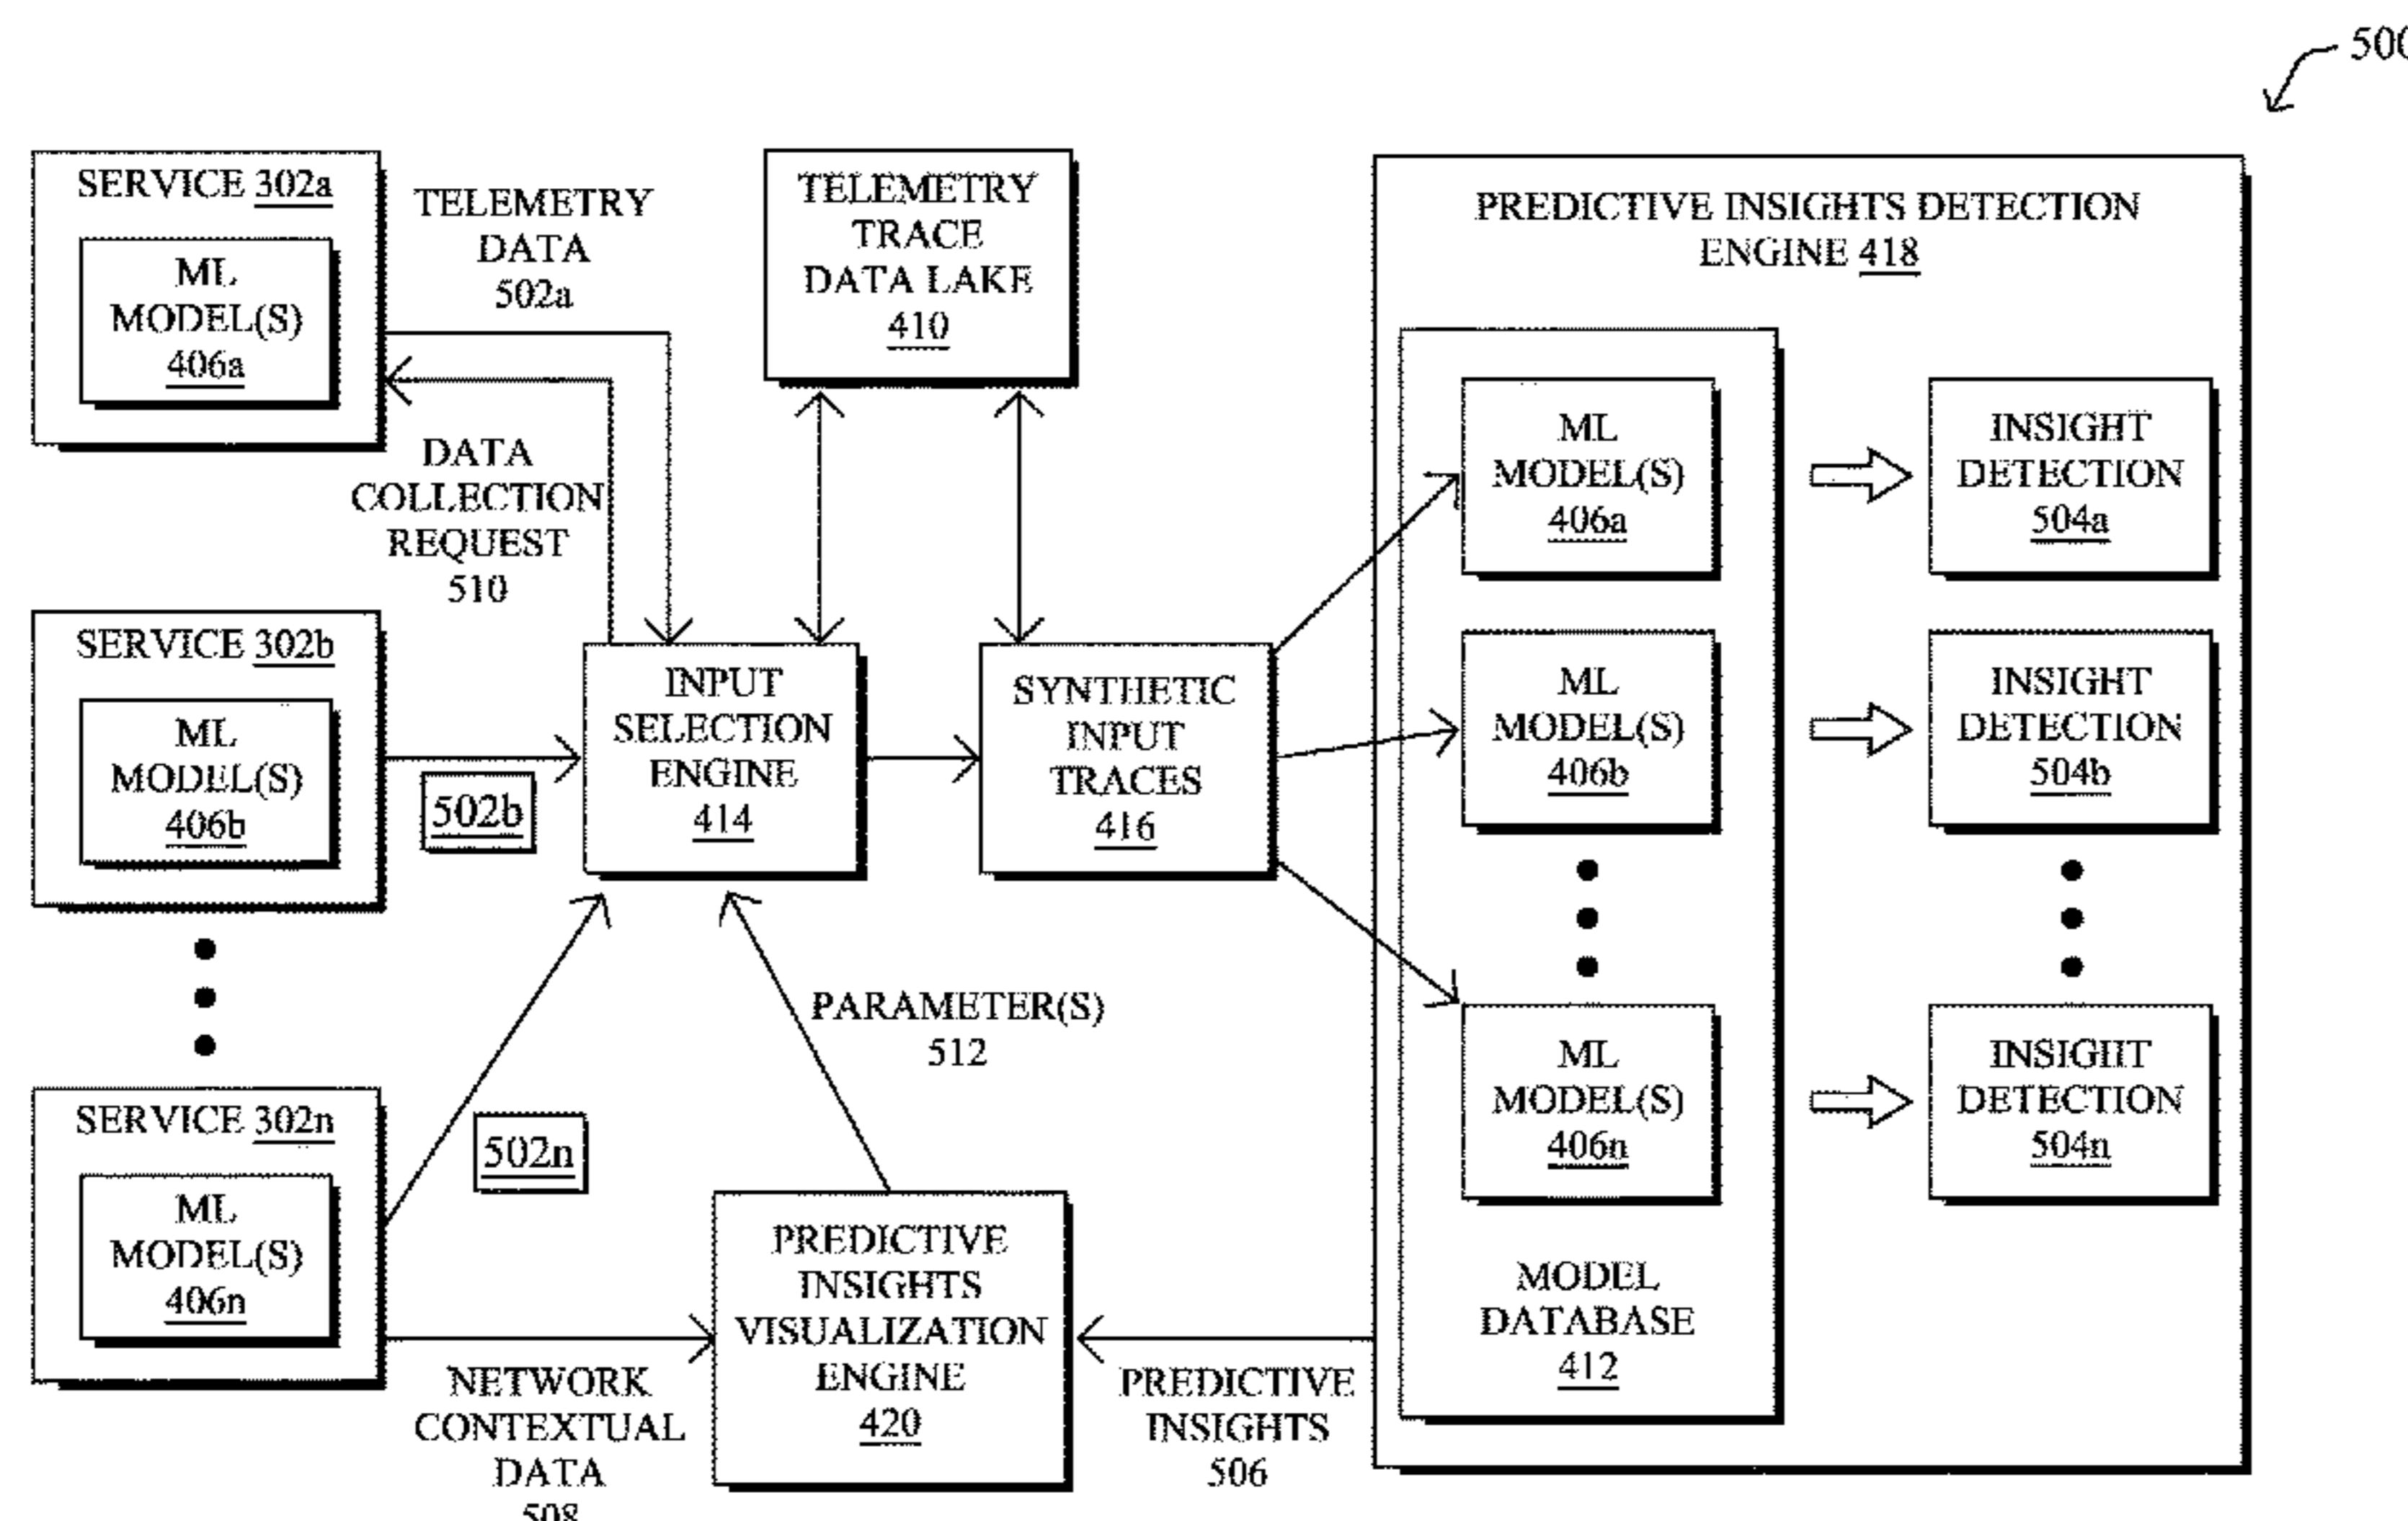 500
SERVICE 302a
ML
MODEL(S)
406a
TELEMETRY
DATA
502a
DATA
COLLECTION
REQUEST
510
TELEMETRY
TRACE
DATA LAKE
410
SERVICE 302b
ML
MODEL(S)
406b
502b
INPUT
SELECTION
ENGINE
414
SYNTHETIC
INPUT
TRACES
416
SERVICE 302n
ML
MODEL(S)
406n
502n
PARAMETER(S)
512
NETWORK
CONTEXTUAL
DATA
508
PREDICTIVE
INSIGHTS
VISUALIZATION
ENGINE
420
PREDICTIVE
INSIGHTS
506
PREDICTIVE INSIGHTS DETECTION
ENGINE 418
ML
MODEL(S)
406a
INSIGHT
DETECTION
504a
ML
MODEL(S)
406b
INSIGHT
DETECTION
504b
ML
MODEL(S)
406n
INSIGHT
DETECTION
504n
MODEL
DATABASE
412